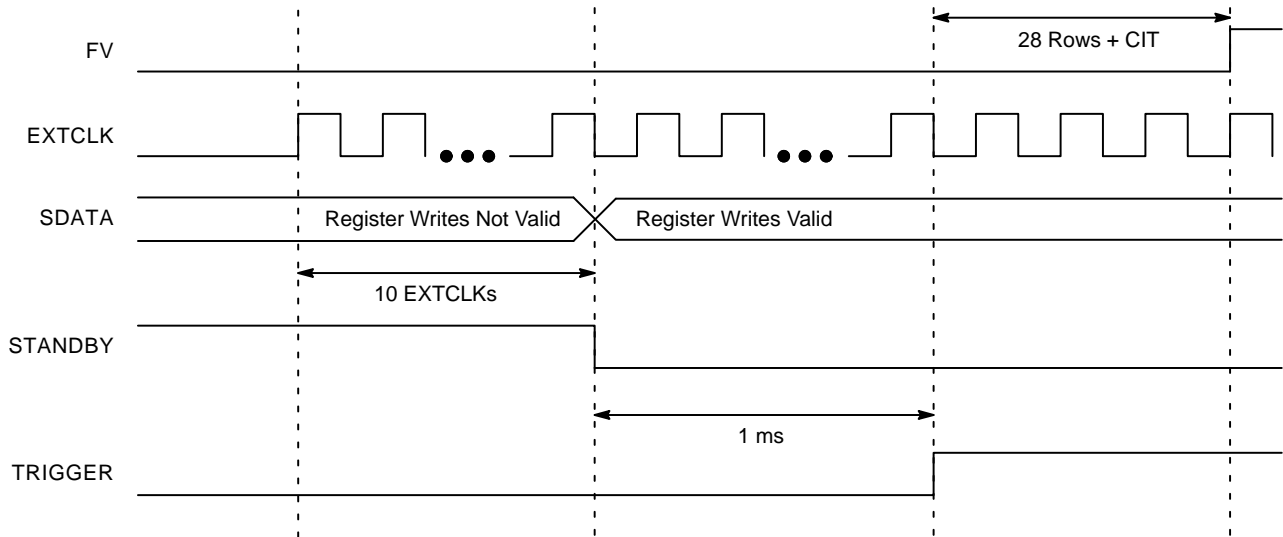 28 Rows + CIT
FV
EXTCLK
SDATA
Register Writes Not Valid
Register Writes Valid
10 EXTCLKs
STANDBY
1 ms
TRIGGER